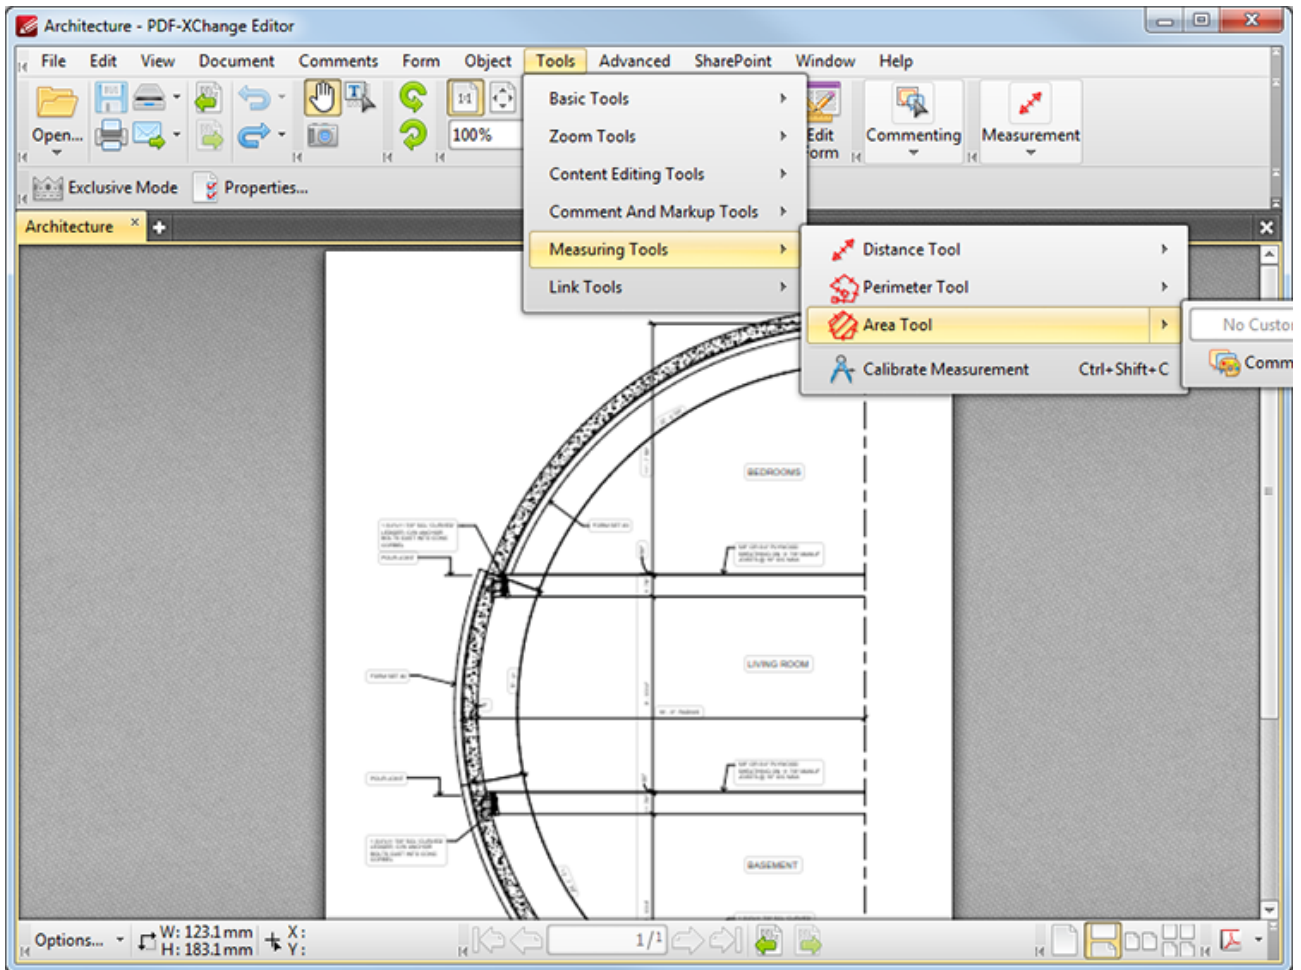 Architecture - PDF-XChange Editor
File Edit View Document Comments Form Object Tools Advanced SharePoint Window Help
Open...
100%
Edit
Form
Commenting
Measurement
Exclusive Mode Properties...
Architecture
Basic Tools
Zoom Tools
Content Editing Tools
Comment And Markup Tools
Measuring Tools
Link Tools
Distance Tool
Perimeter Tool
Area Tool
Calibrate Measurement Ctrl+Shift+C
No Custo
Comm
BEDROOMS
LIVING ROOM
BASEMENT
Options...
W: 123.1 mm
H: 183.1 mm
X:
Y:
1/1